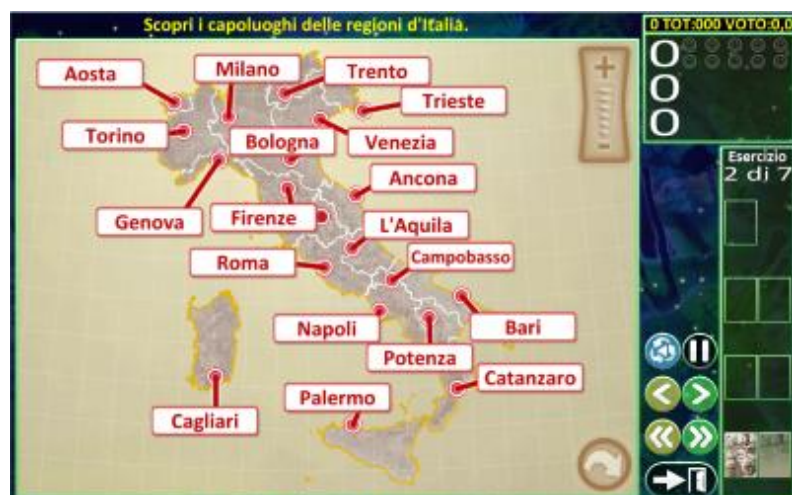 Scopri i capoluoghi delle regioni d'Italia.
0 TOT:000 VOTO:0,0
Aosta
Milano
Trento
Trieste
Torino
Bologna
Venezia
Ancona
Genova
Firenze
L'Aquila
Roma
Campobasso
Napoli
Bari
Potenza
Catanzaro
Palermo
Cagliari
Esercizio
2 di 7